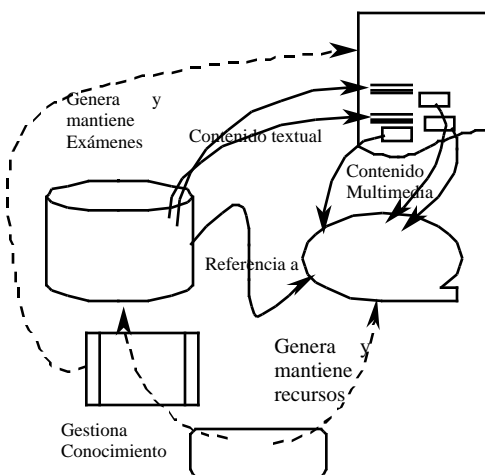 Genera y
mantiene
Exámenes
Contenido textual
Contenido
Multimedia
Referencia a
Genera y
mantiene
recursos
Gestiona
Conocimiento